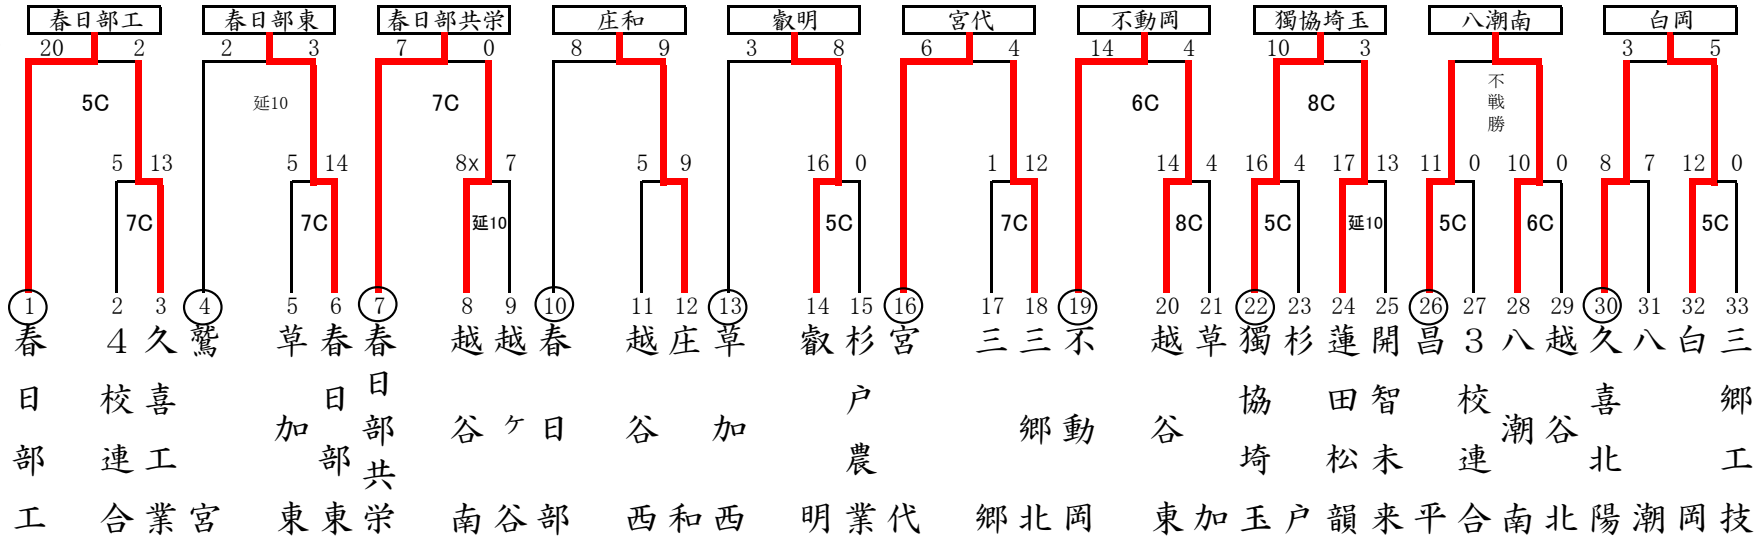 春日部工 春日部東 春日部共栄 庄和 叡明 宮代 不動岡 獨協埼玉 八潮南 白岡
20 2 2 3 7 0 8 9 3 8 6 4 14 4 10 3 3 5
5C 延10 7C 6C 8C 不戦勝
5 13 5 14 8x 7 5 9 16 0 1 12 14 4 16 4 17 13 11 0 10 0 8 7 12 0
7C 7C 延10 5C 7C 8C 5C 延10 5C 6C 5C
1 2 3 4 5 6 7 8 9 10 11 12 13 14 15 16 17 18 19 20 21 22 23 24 25 26 27 28 29 30 31 32 33
春日部工
4校連合
久喜工業
鷲宮
草加東
春日部東
春日部共栄
越谷南
越ケ谷
春日部
越谷西
庄和
草加西
叡明
杉戸農業
宮代
三郷
三郷北
不動岡
越谷東
草加
獨協埼玉
杉戸
蓮田松韻
開智未来
昌平
3校連合
八潮南
越谷北
久喜北陽
八潮
白岡
三郷工技